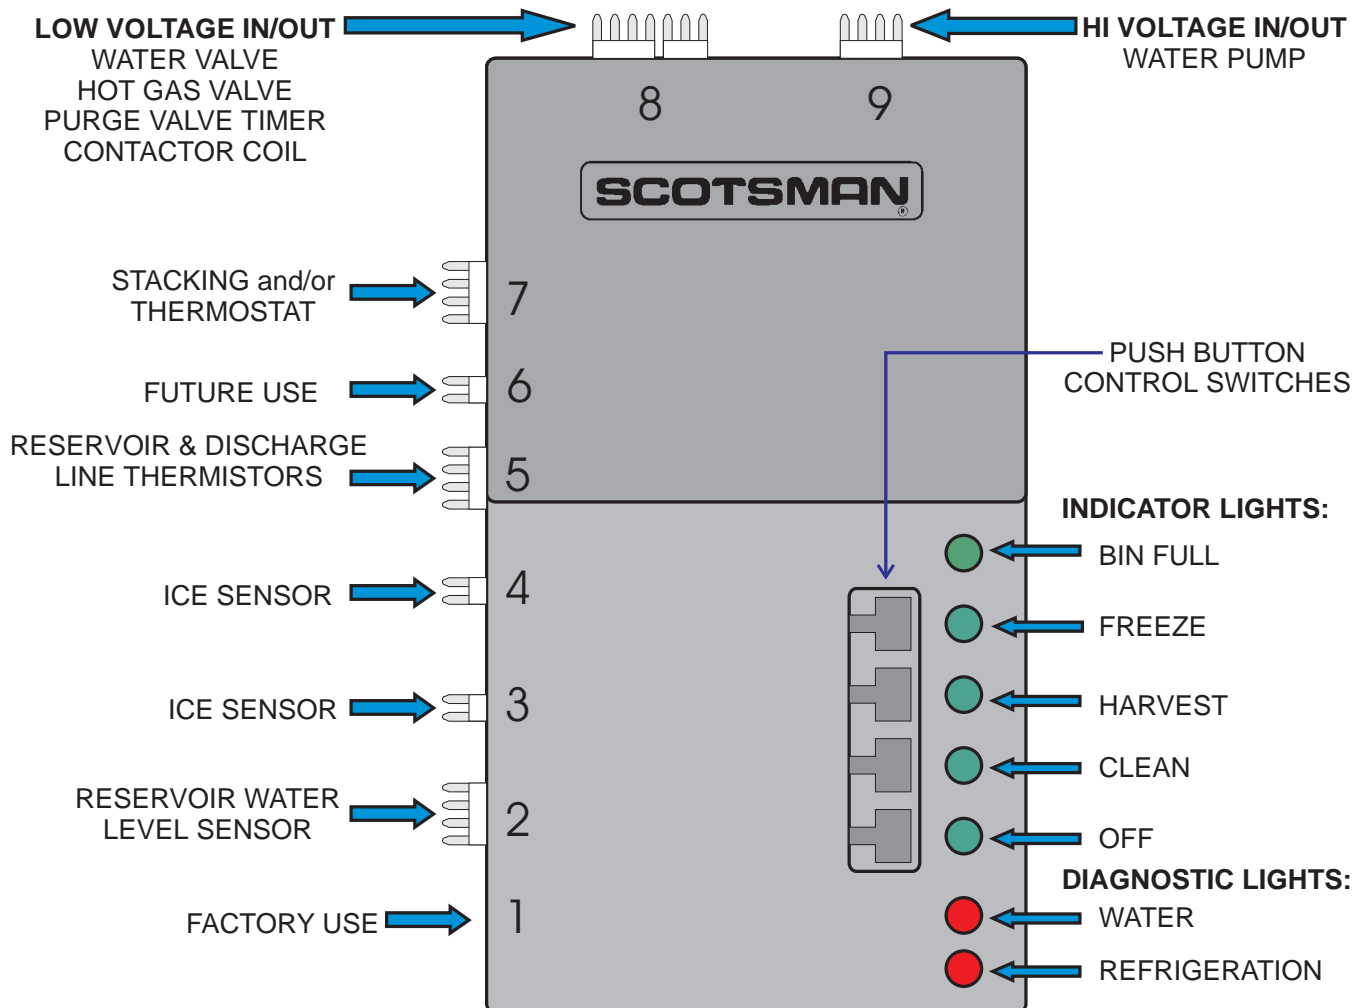 LOW VOLTAGE IN/OUT
WATER VALVE
HOT GAS VALVE
PURGE VALVE TIMER
CONTACTOR COIL
HI VOLTAGE IN/OUT
WATER PUMP
8
9
SCOTSMAN®
STACKING and/or
THERMOSTAT
7
FUTURE USE
6
RESERVOIR & DISCHARGE
LINE THERMISTORS
5
ICE SENSOR
4
ICE SENSOR
3
RESERVOIR WATER
LEVEL SENSOR
2
FACTORY USE
1
PUSH BUTTON
CONTROL SWITCHES
INDICATOR LIGHTS:
BIN FULL
FREEZE
HARVEST
CLEAN
OFF
DIAGNOSTIC LIGHTS:
WATER
REFRIGERATION